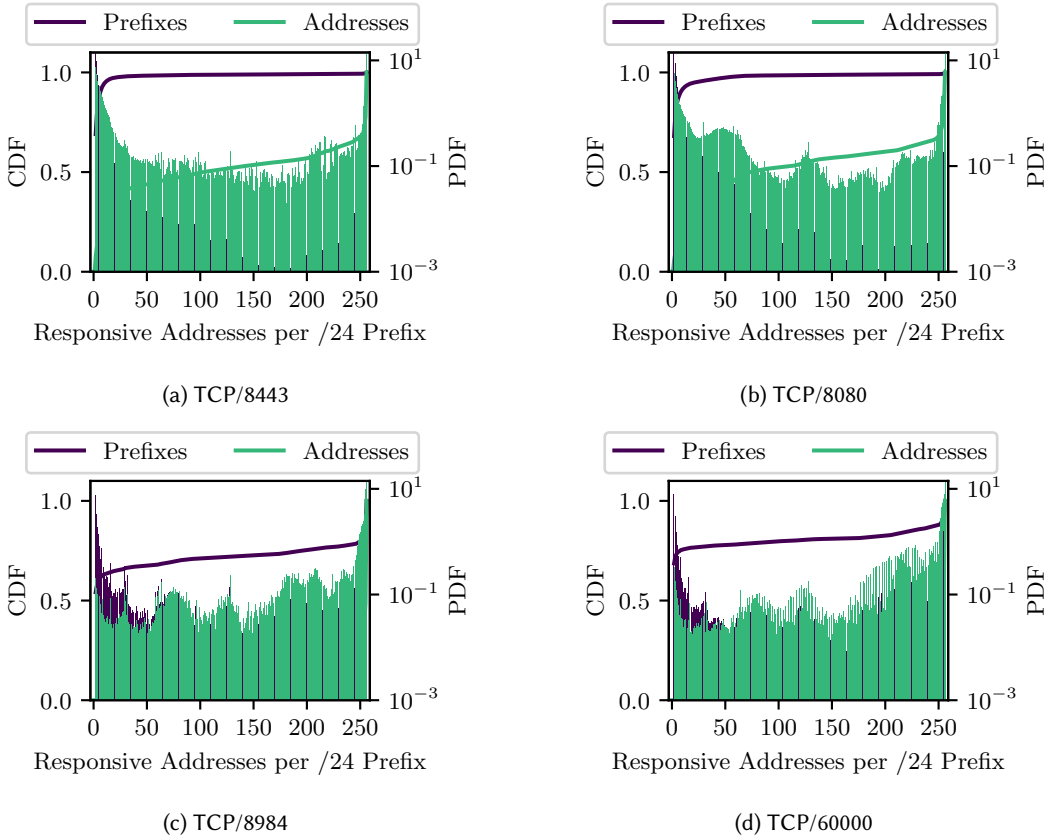 Prefixes Addresses
Prefixes Addresses
1.0
0.5
0.0
CDF
10^1
10^−1
10^−3
PDF
0 50 100 150 200 250
Responsive Addresses per /24 Prefix
1.0
0.5
0.0
CDF
10^1
10^−1
10^−3
PDF
0 50 100 150 200 250
Responsive Addresses per /24 Prefix
(a) TCP/8443
(b) TCP/8080
Prefixes Addresses
Prefixes Addresses
1.0
0.5
0.0
CDF
10^1
10^−1
10^−3
PDF
0 50 100 150 200 250
Responsive Addresses per /24 Prefix
1.0
0.5
0.0
CDF
10^1
10^−1
10^−3
PDF
0 50 100 150 200 250
Responsive Addresses per /24 Prefix
(c) TCP/8984
(d) TCP/60000